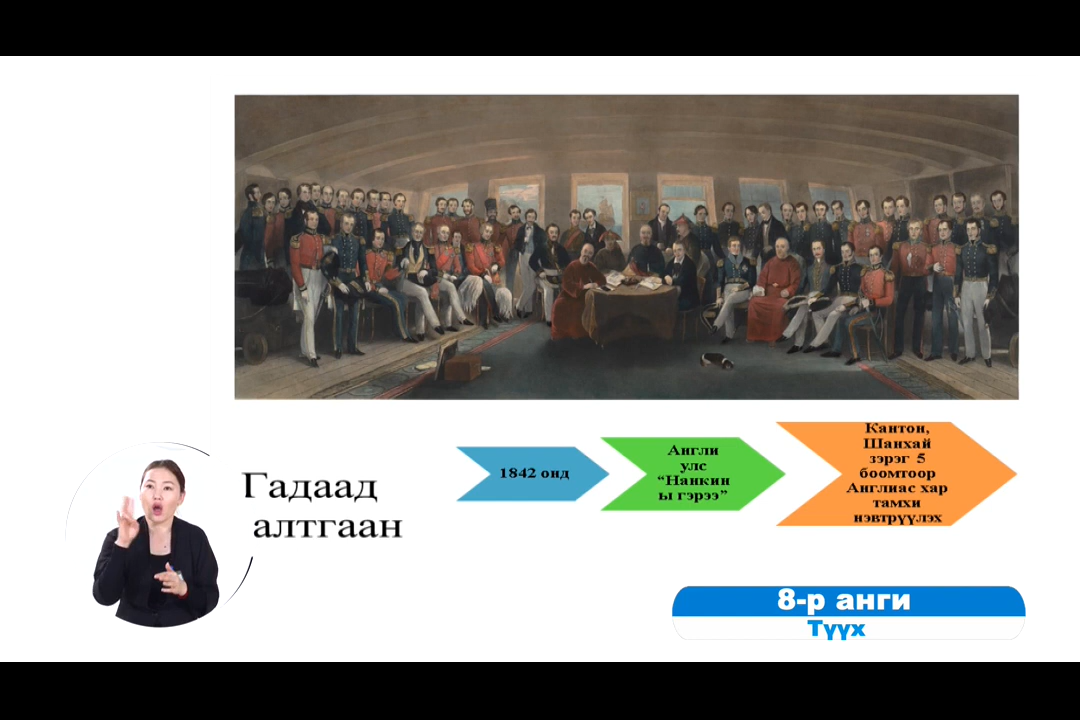 Гадаад
алтгаан
1842 онд
Англи
улс
“Нанкин
ы гэрээ”
Кантон,
Шанхай
зэрэг 5
боомтоор
Англиас хар
тамхи
нэвтрүүлэх
8-р анги
Түүх